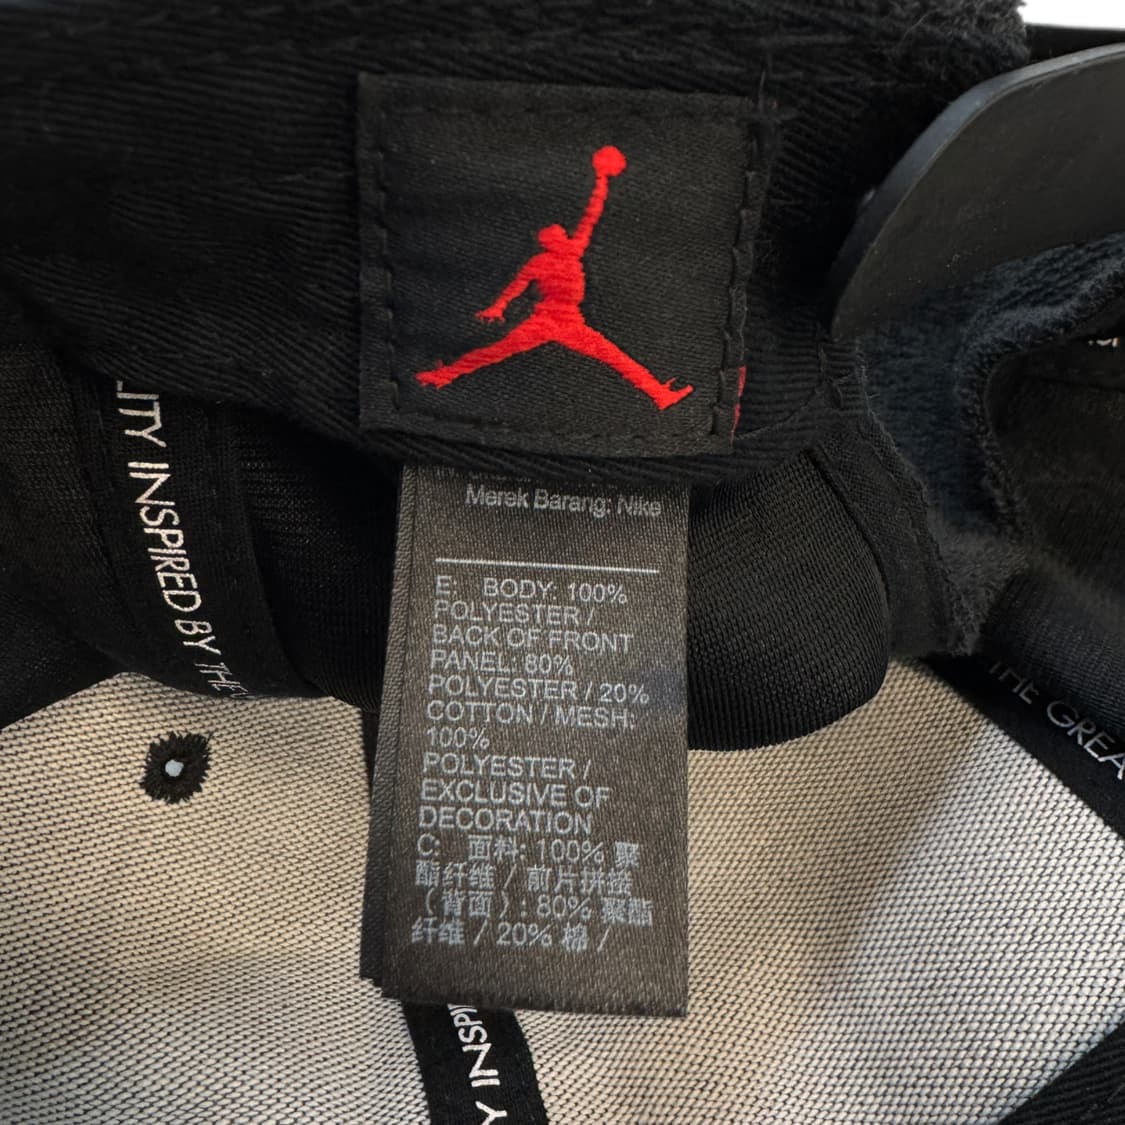 Merek Barang: Nike
E: BODY: 100%
POLYESTER /
BACK OF FRONT
PANEL: 80%
POLYESTER / 20%
COTTON / MESH:
100%
POLYESTER /
EXCLUSIVE OF
DECORATION
C: 面料: 100% 聚
酯纤维 / 前片拼接
(背面): 80% 聚酯
纤维 / 20% 棉 /
LITY INSPIRED BY THE
THE GREA
Y INSPI